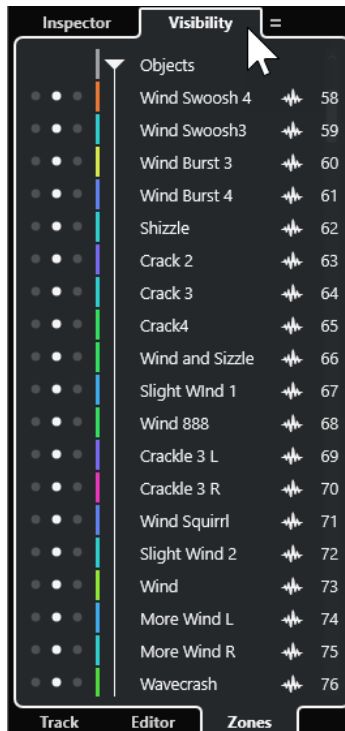 Inspector Visibility
Objects
Wind Swoosh 4 58
Wind Swoosh3 59
Wind Burst 3 60
Wind Burst 4 61
Shizzle 62
Crack 2 63
Crack 3 64
Crack4 65
Wind and Sizzle 66
Slight WInd 1 67
Wind 888 68
Crackle 3 L 69
Crackle 3 R 70
Wind Squirrl 71
Slight Wind 2 72
Wind 73
More Wind L 74
More Wind R 75
Wavecrash 76
Track Editor Zones